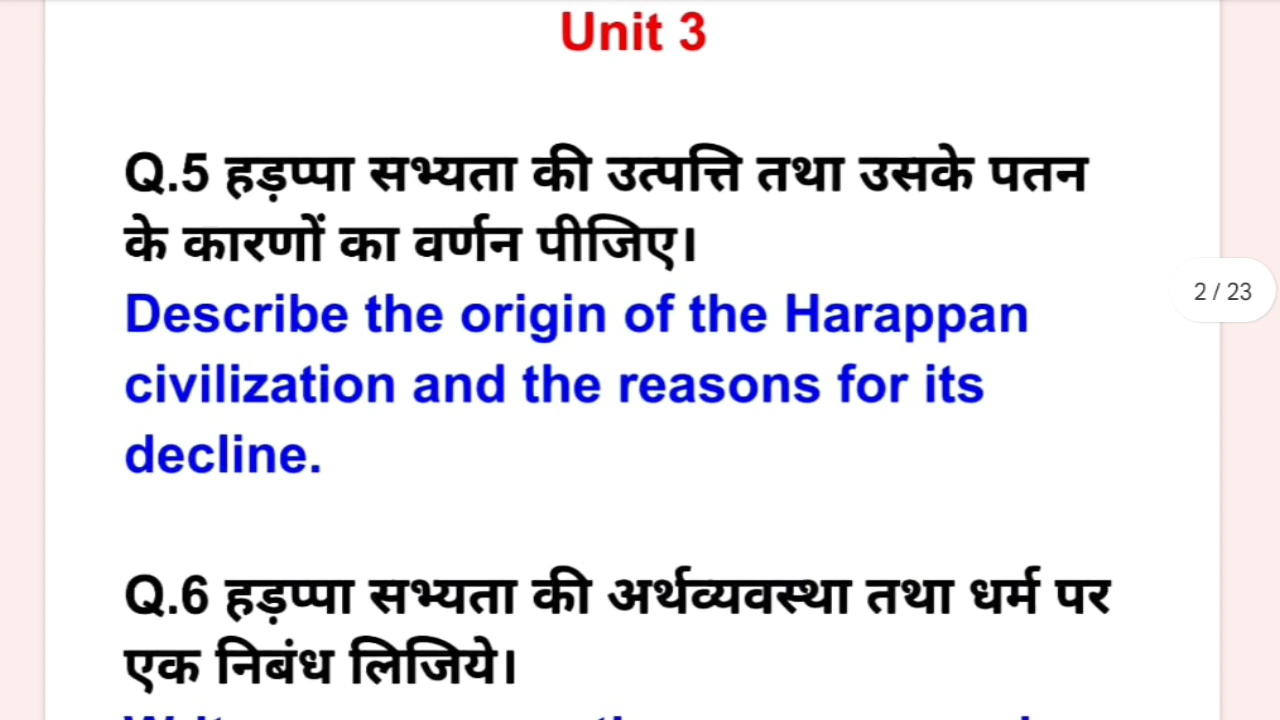 Unit 3
Q.5 हड़प्पा सभ्यता की उत्पत्ति तथा उसके पतन
के कारणों का वर्णन पीजिए।
Describe the origin of the Harappan
civilization and the reasons for its
decline.
2 / 23
Q.6 हड़प्पा सभ्यता की अर्थव्यवस्था तथा धर्म पर
एक निबंध लिजिये।